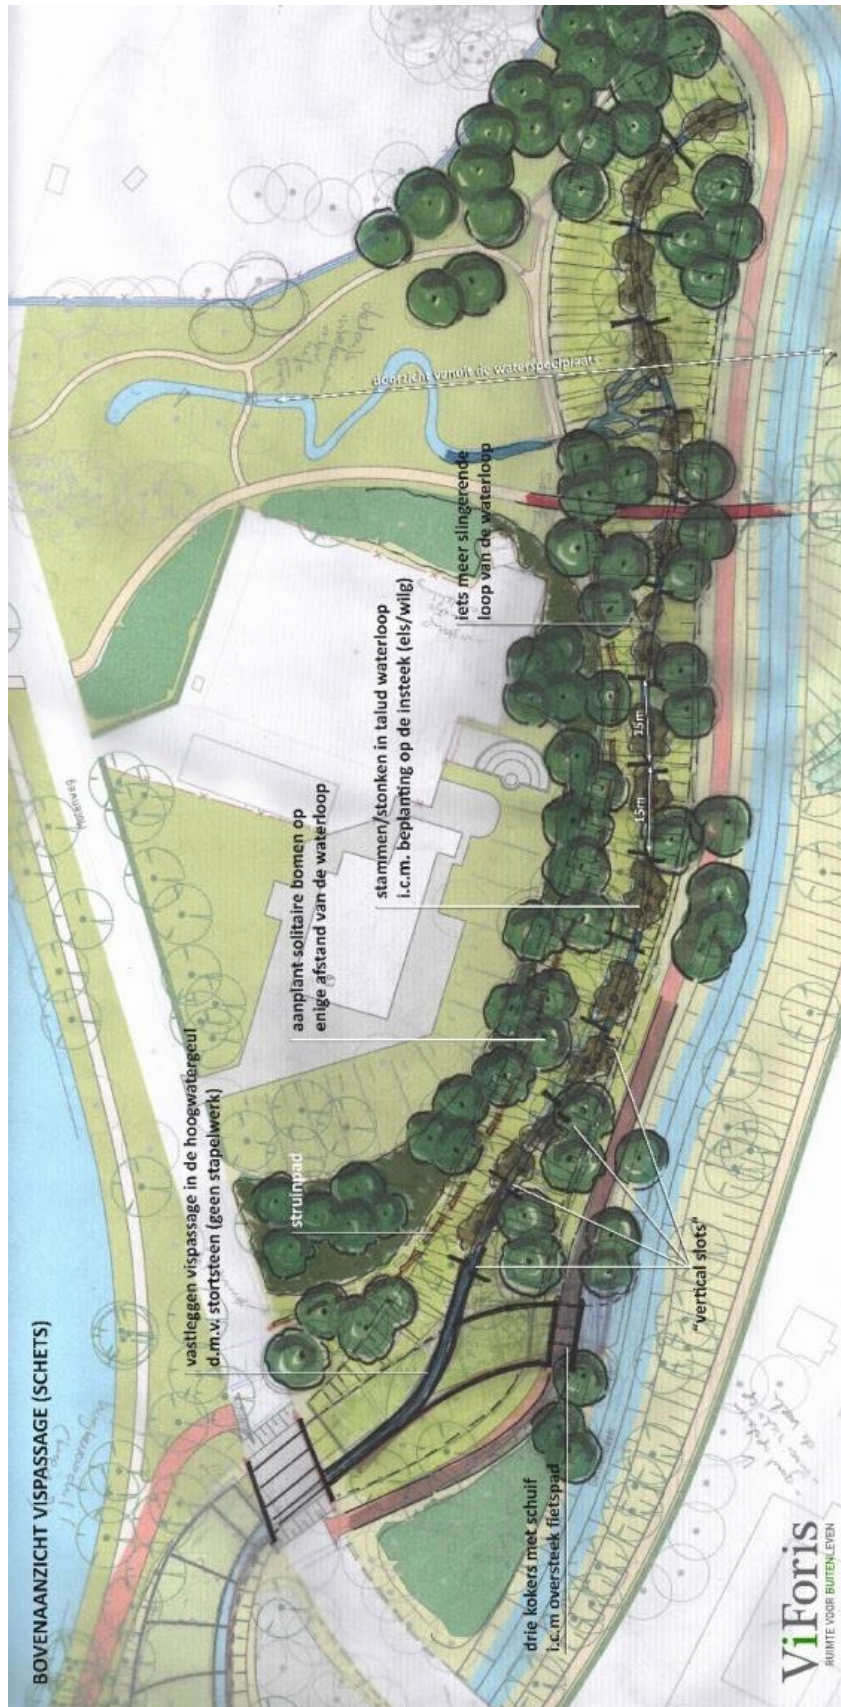 BOVENAANZICHT VISPASSAGE (SCHETS)
vastleggen vispassage in de hoogwatergeul
d.m.v. stortsteen (geen stapelwerk)
struinpad
aanplant solitaire bomen op
enige afstand van de waterloop
stammen/stonken in talud waterloop
i.c.m. beplanting op de insteek (els/wilg)
iets meer slingerende
loop van de waterloop
doorzicht vanuit de waterspeelplaats
Molenweg
15m
15m
"vertical slots"
drie kokers met schuif
i.c.m oversteek fietspad
ViForis
RUIMTE VOOR BUITENLEVEN